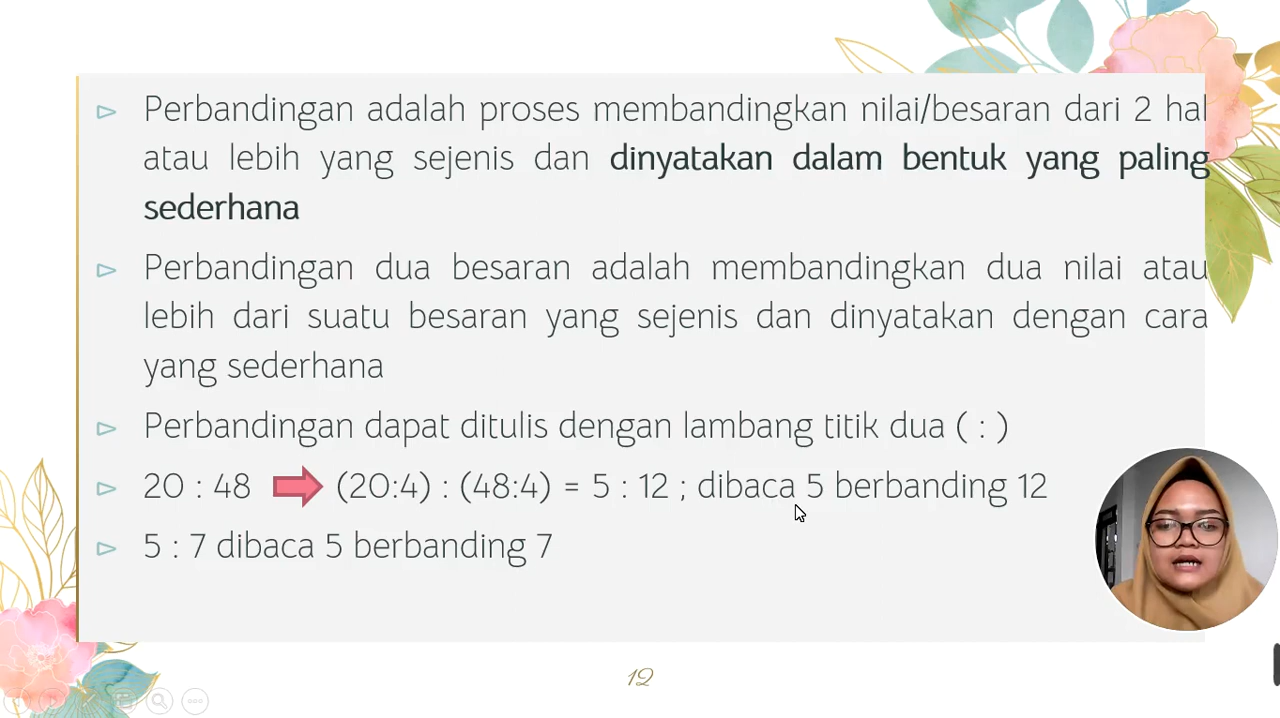 Perbandingan adalah proses membandingkan nilai/besaran dari 2 hal
atau lebih yang sejenis dan dinyatakan dalam bentuk yang paling
sederhana
Perbandingan dua besaran adalah membandingkan dua nilai atau
lebih dari suatu besaran yang sejenis dan dinyatakan dengan cara
yang sederhana
Perbandingan dapat ditulis dengan lambang titik dua ( : )
20 : 48 (20:4) : (48:4) = 5 : 12 ; dibaca 5 berbanding 12
5 : 7 dibaca 5 berbanding 7
12